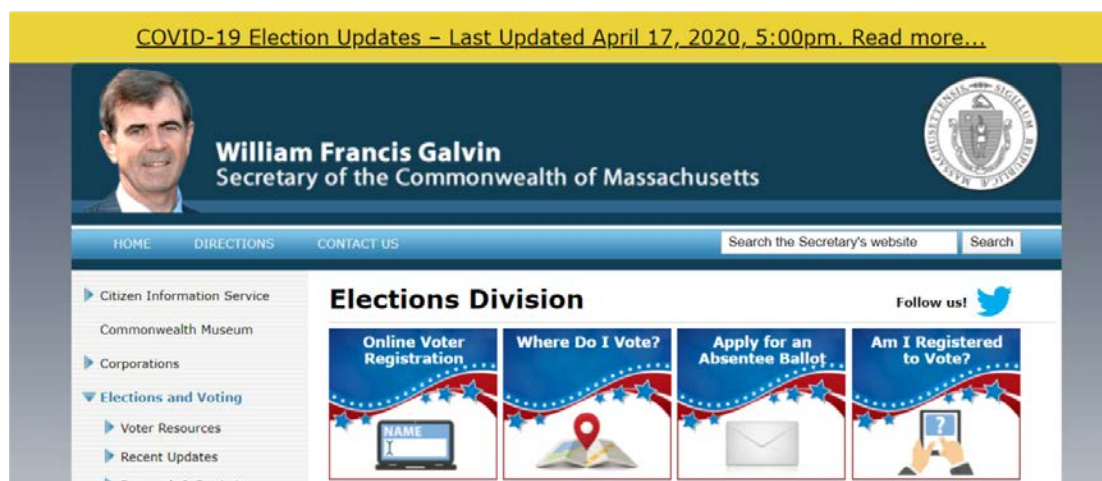 COVID-19 Election Updates – Last Updated April 17, 2020, 5:00pm. Read more...
William Francis Galvin
Secretary of the Commonwealth of Massachusetts
HOME DIRECTIONS CONTACT US
Search the Secretary's website Search
Citizen Information Service
Commonwealth Museum
Corporations
Elections and Voting
Voter Resources
Recent Updates
Elections Division
Follow us!
Online Voter
Registration
NAME
Where Do I Vote?
Apply for an
Absentee Ballot
Am I Registered
to Vote?
?